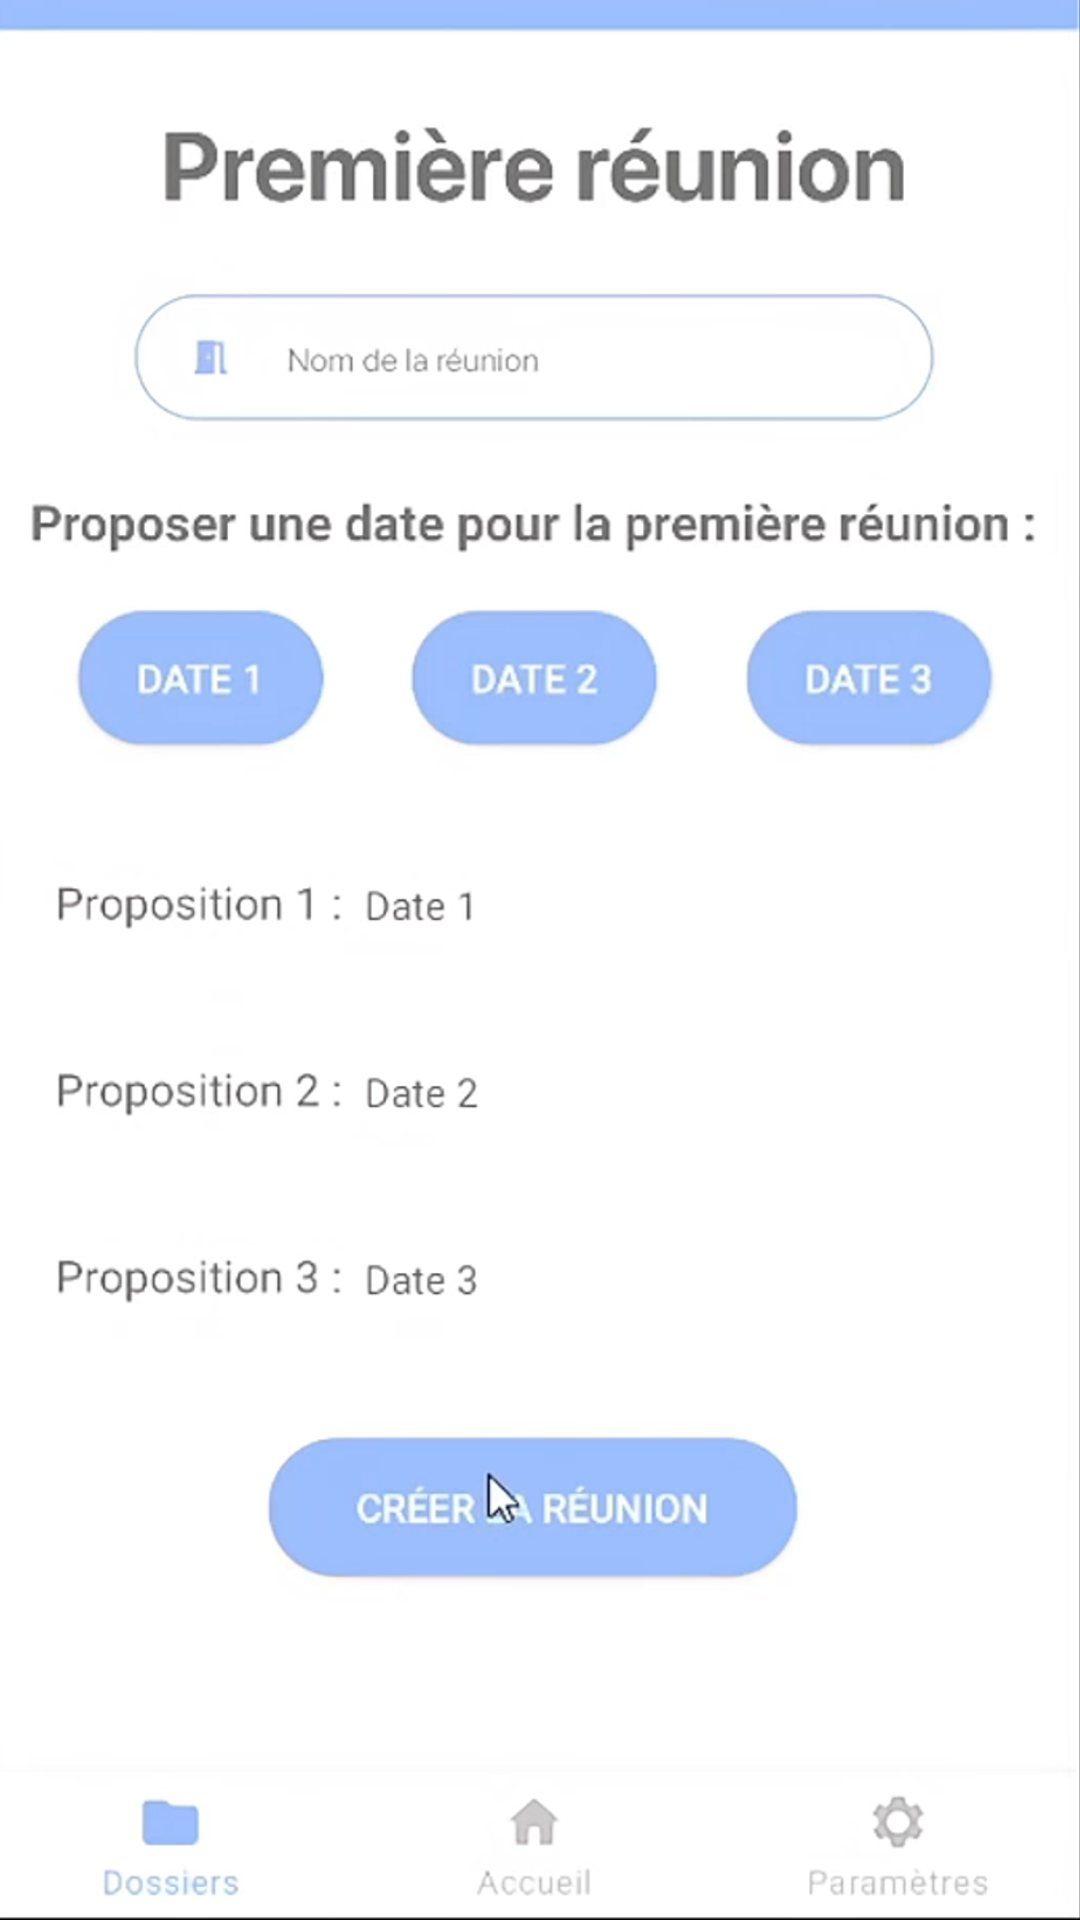 Première réunion
Nom de la réunion
Proposer une date pour la première réunion :
DATE 1 DATE 2 DATE 3
Proposition 1 : Date 1
Proposition 2 : Date 2
Proposition 3 : Date 3
CRÉER LA RÉUNION
Dossiers Accueil Paramètres